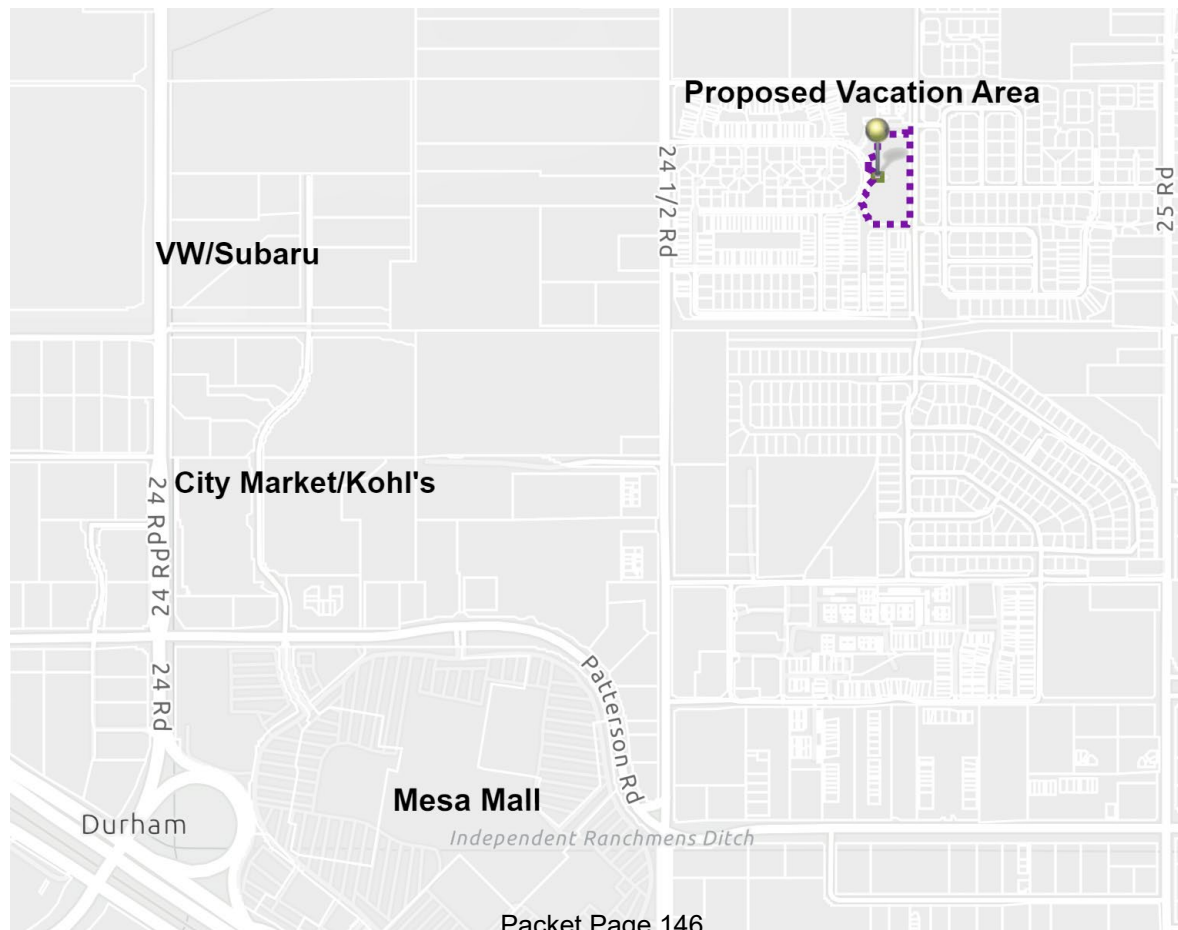 Proposed Vacation Area
24 1/2 Rd
25 Rd
VW/Subaru
City Market/Kohl's
24 Rd
24 Rd
24 Rd
Patterson Rd
Mesa Mall
Durham
Independent Ranchmens Ditch
Packet Page 146